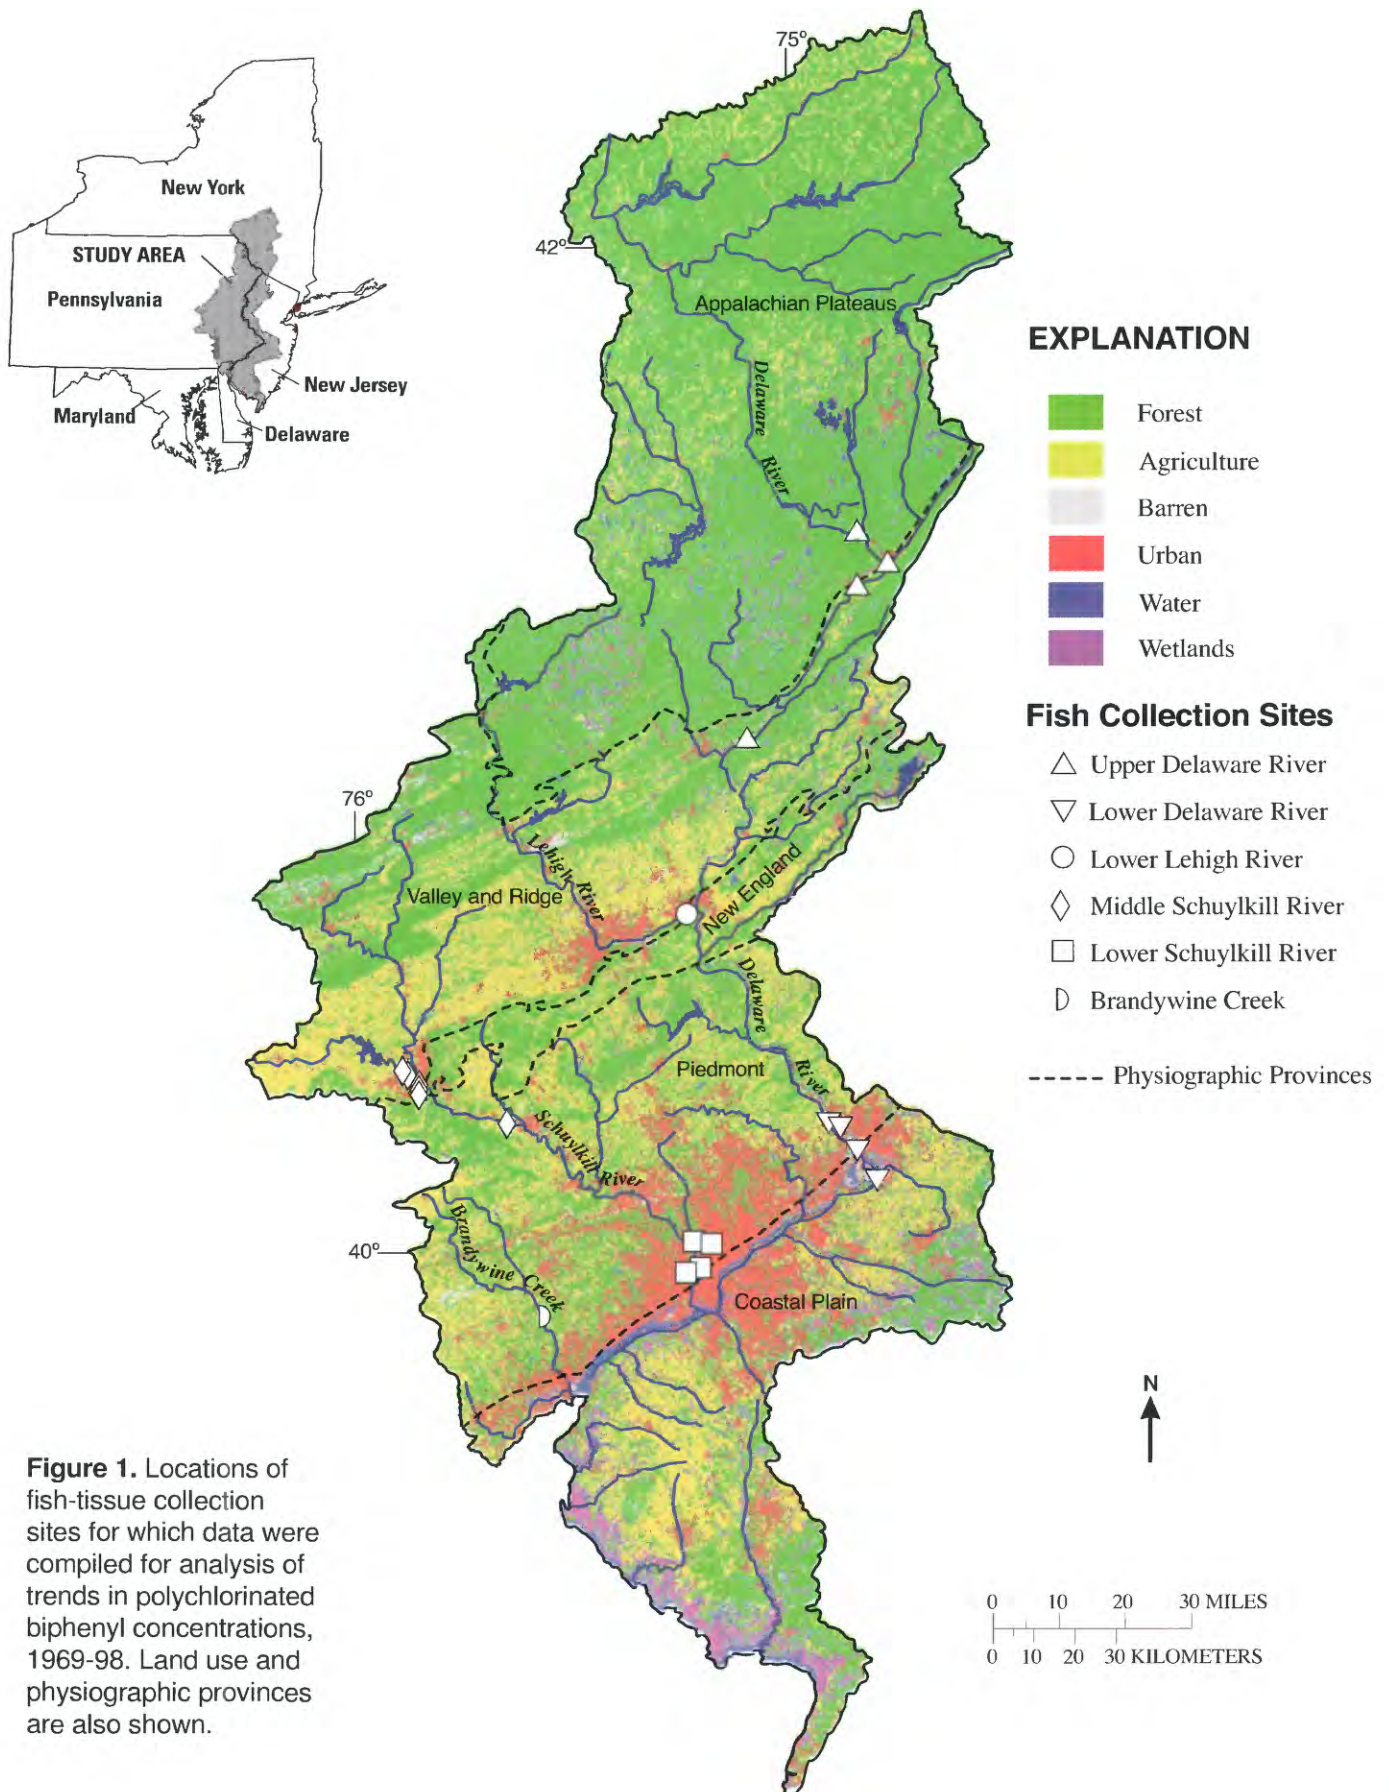 New York
STUDY AREA
Pennsylvania
New Jersey
Maryland
Delaware
75°
42°
Appalachian Plateaus
Delaware
River
76°
Lehigh River
Valley and Ridge
New England
Delaware
River
Piedmont
Schuylkill River
Brandywine Creek
40°
Coastal Plain
EXPLANATION
Forest
Agriculture
Barren
Urban
Water
Wetlands
Fish Collection Sites
Upper Delaware River
Lower Delaware River
Lower Lehigh River
Middle Schuylkill River
Lower Schuylkill River
Brandywine Creek
Physiographic Provinces
N
0 10 20 30 MILES
0 10 20 30 KILOMETERS
Figure 1. Locations of
fish-tissue collection
sites for which data were
compiled for analysis of
trends in polychlorinated
biphenyl concentrations,
1969-98. Land use and
physiographic provinces
are also shown.